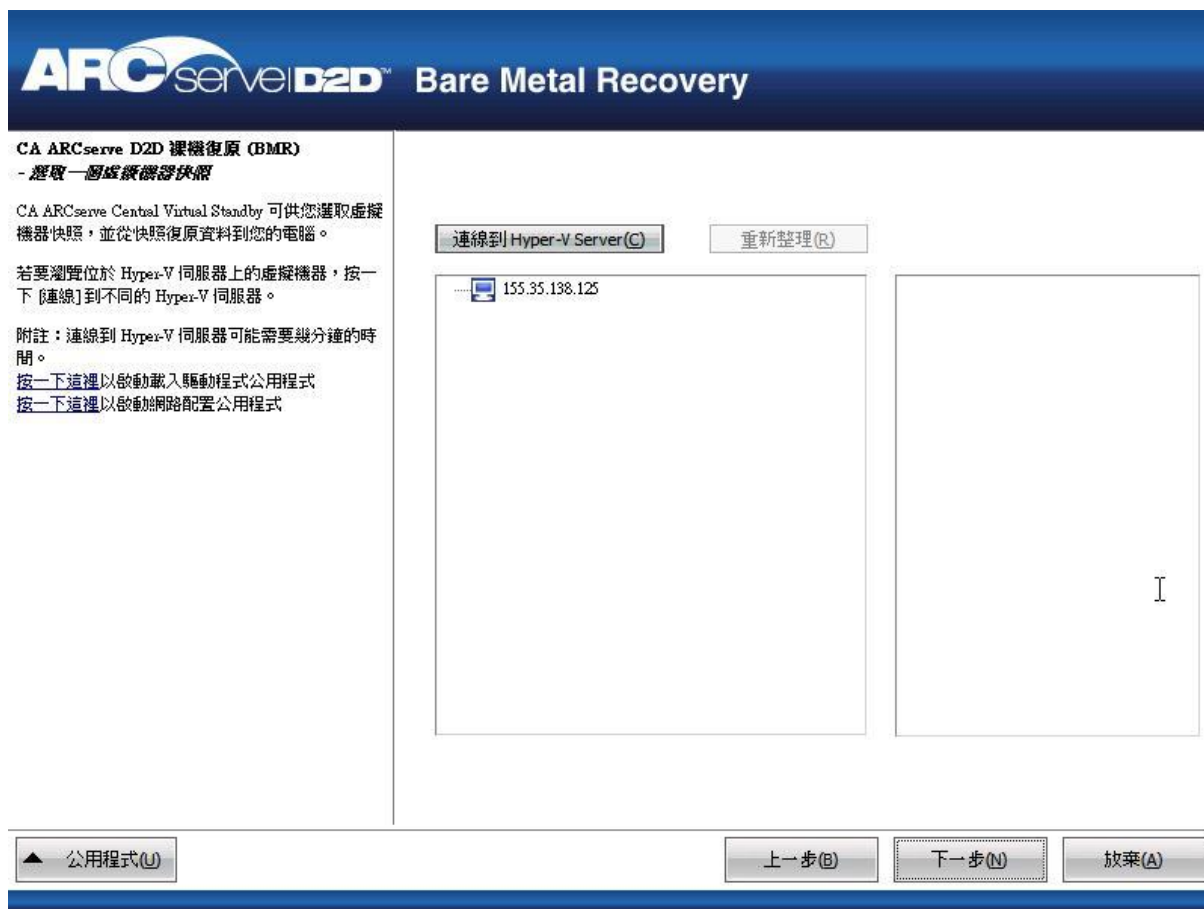 ARCserve D2D™ Bare Metal Recovery
CA ARCserve D2D 裸機復原 (BMR)
- 選取一個虛擬機器快照
CA ARCserve Central Virtual Standby 可供您選取虛擬
機器快照，並從快照復原資料到您的電腦。
若要瀏覽位於 Hyper-V 伺服器上的虛擬機器，按一
下 [連線] 到不同的 Hyper-V 伺服器。
附註：連線到 Hyper-V 伺服器可能需要幾分鐘的時
間。
按一下這裡以啟動載入驅動程式公用程式
按一下這裡以啟動網路配置公用程式
連線到 Hyper-V Server(C)
重新整理(R)
155.35.138.125
公用程式(U)
上一步(B)
下一步(N)
放棄(A)